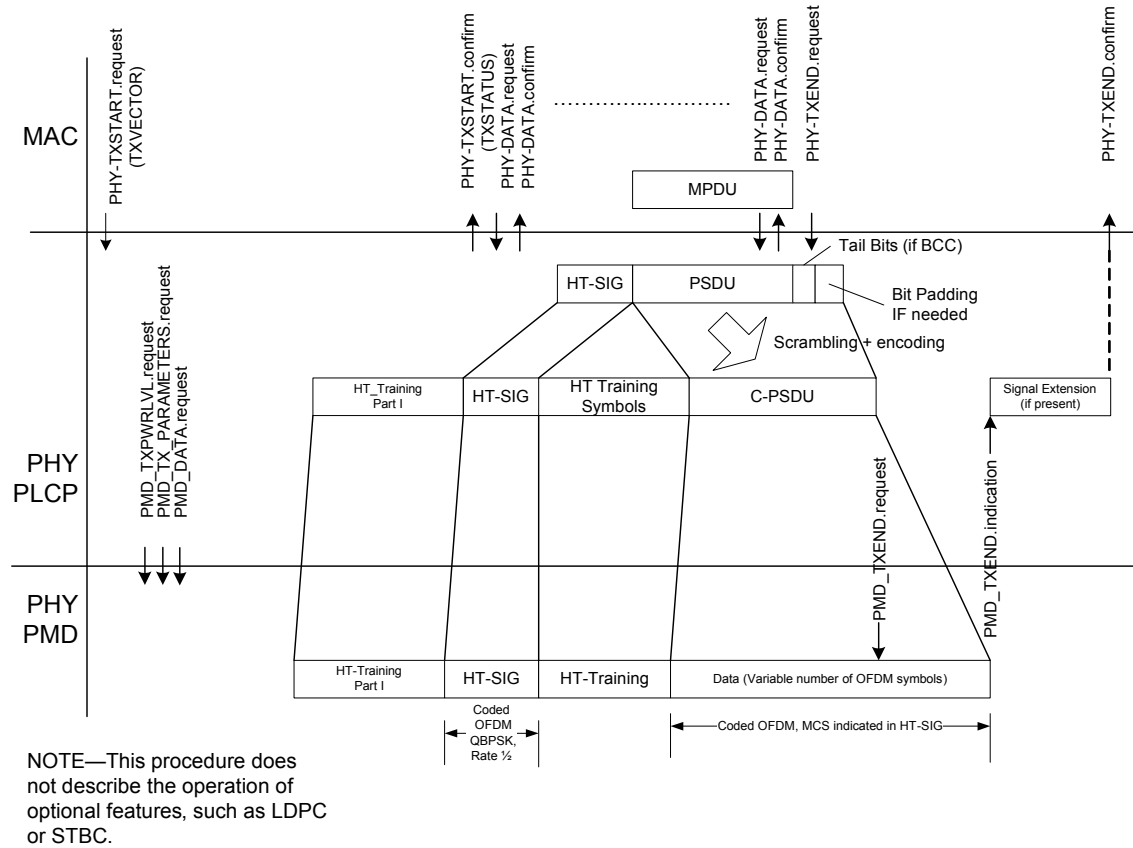 PHY-TXSTART.request
(TXVECTOR)
PHY-TXSTART.confirm
(TXSTATUS)
PHY-DATA.request
PHY-DATA.confirm
PHY-DATA.request
PHY-DATA.confirm
PHY-TXEND.request
PHY-TXEND.confirm
MAC
MPDU
Tail Bits (if BCC)
HT-SIG
PSDU
Bit Padding
IF needed
Scrambling + encoding
PMD_TXPWRLVL.request
PMD_TX_PARAMETERS.request
PMD_DATA.request
HT_Training
Part I
HT-SIG
HT Training
Symbols
C-PSDU
Signal Extension
(if present)
PHY
PLCP
PMD_TXEND.request
PMD_TXEND.indication
PHY
PMD
HT-Training
Part I
HT-SIG
HT-Training
Data (Variable number of OFDM symbols)
Coded
OFDM
QBPSK,
Rate ½
Coded OFDM, MCS indicated in HT-SIG
NOTE—This procedure does
not describe the operation of
optional features, such as LDPC
or STBC.